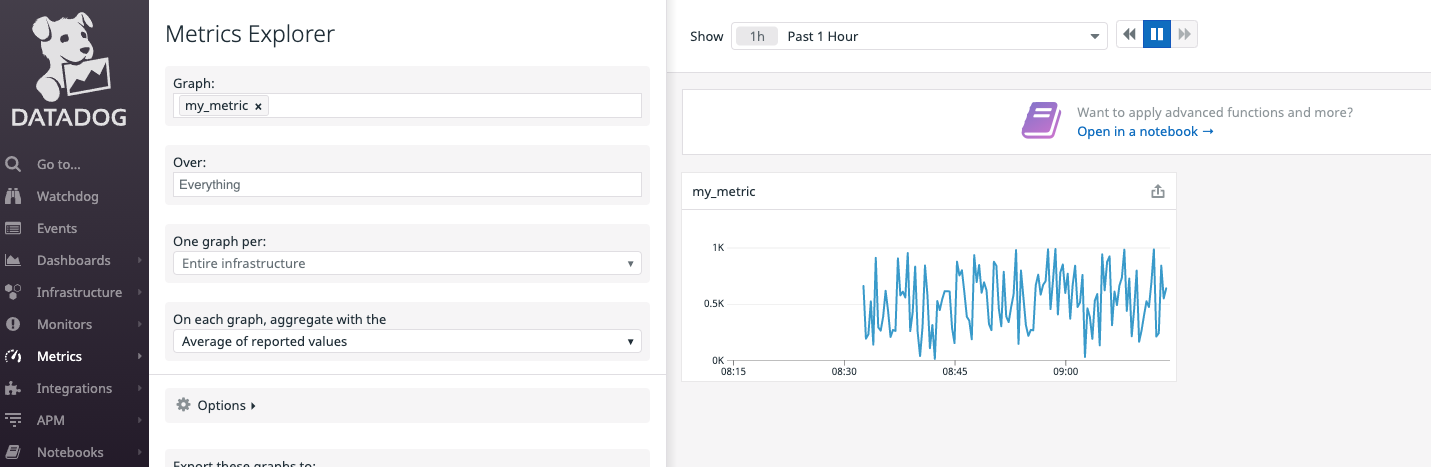 DATADOG
Go to...
Watchdog
Events
Dashboards
Infrastructure
Monitors
Metrics
Integrations
APM
Notebooks
Metrics Explorer
Graph:
my_metric ×
Over:
Everything
One graph per:
Entire infrastructure
On each graph, aggregate with the
Average of reported values
Options
Export these graphs to:
Show 1h Past 1 Hour
Want to apply advanced functions and more?
Open in a notebook →
my_metric
1K
0.5K
0K
08:15 08:30 08:45 09:00